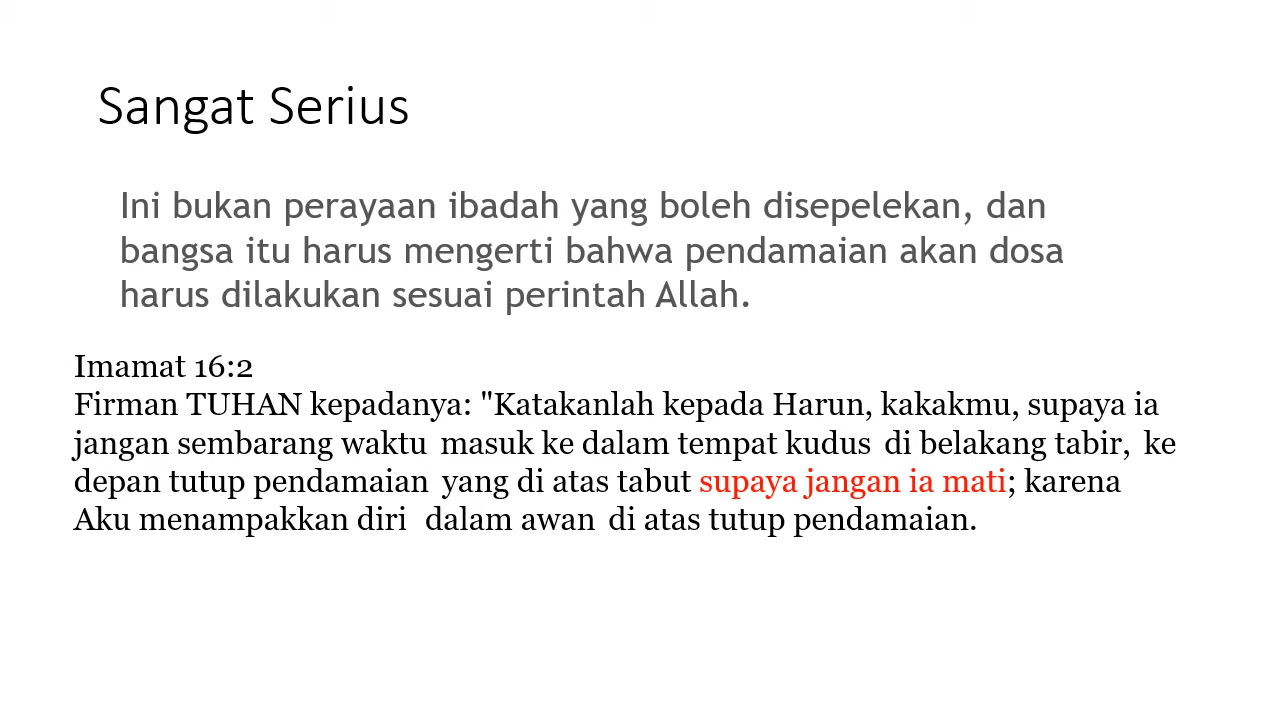 Sangat Serius
Ini bukan perayaan ibadah yang boleh disepelekan, dan
bangsa itu harus mengerti bahwa pendamaian akan dosa
harus dilakukan sesuai perintah Allah.
Imamat 16:2
Firman TUHAN kepadanya: "Katakanlah kepada Harun, kakakmu, supaya ia
jangan sembarang waktu masuk ke dalam tempat kudus di belakang tabir, ke
depan tutup pendamaian yang di atas tabut supaya jangan ia mati; karena
Aku menampakkan diri dalam awan di atas tutup pendamaian.